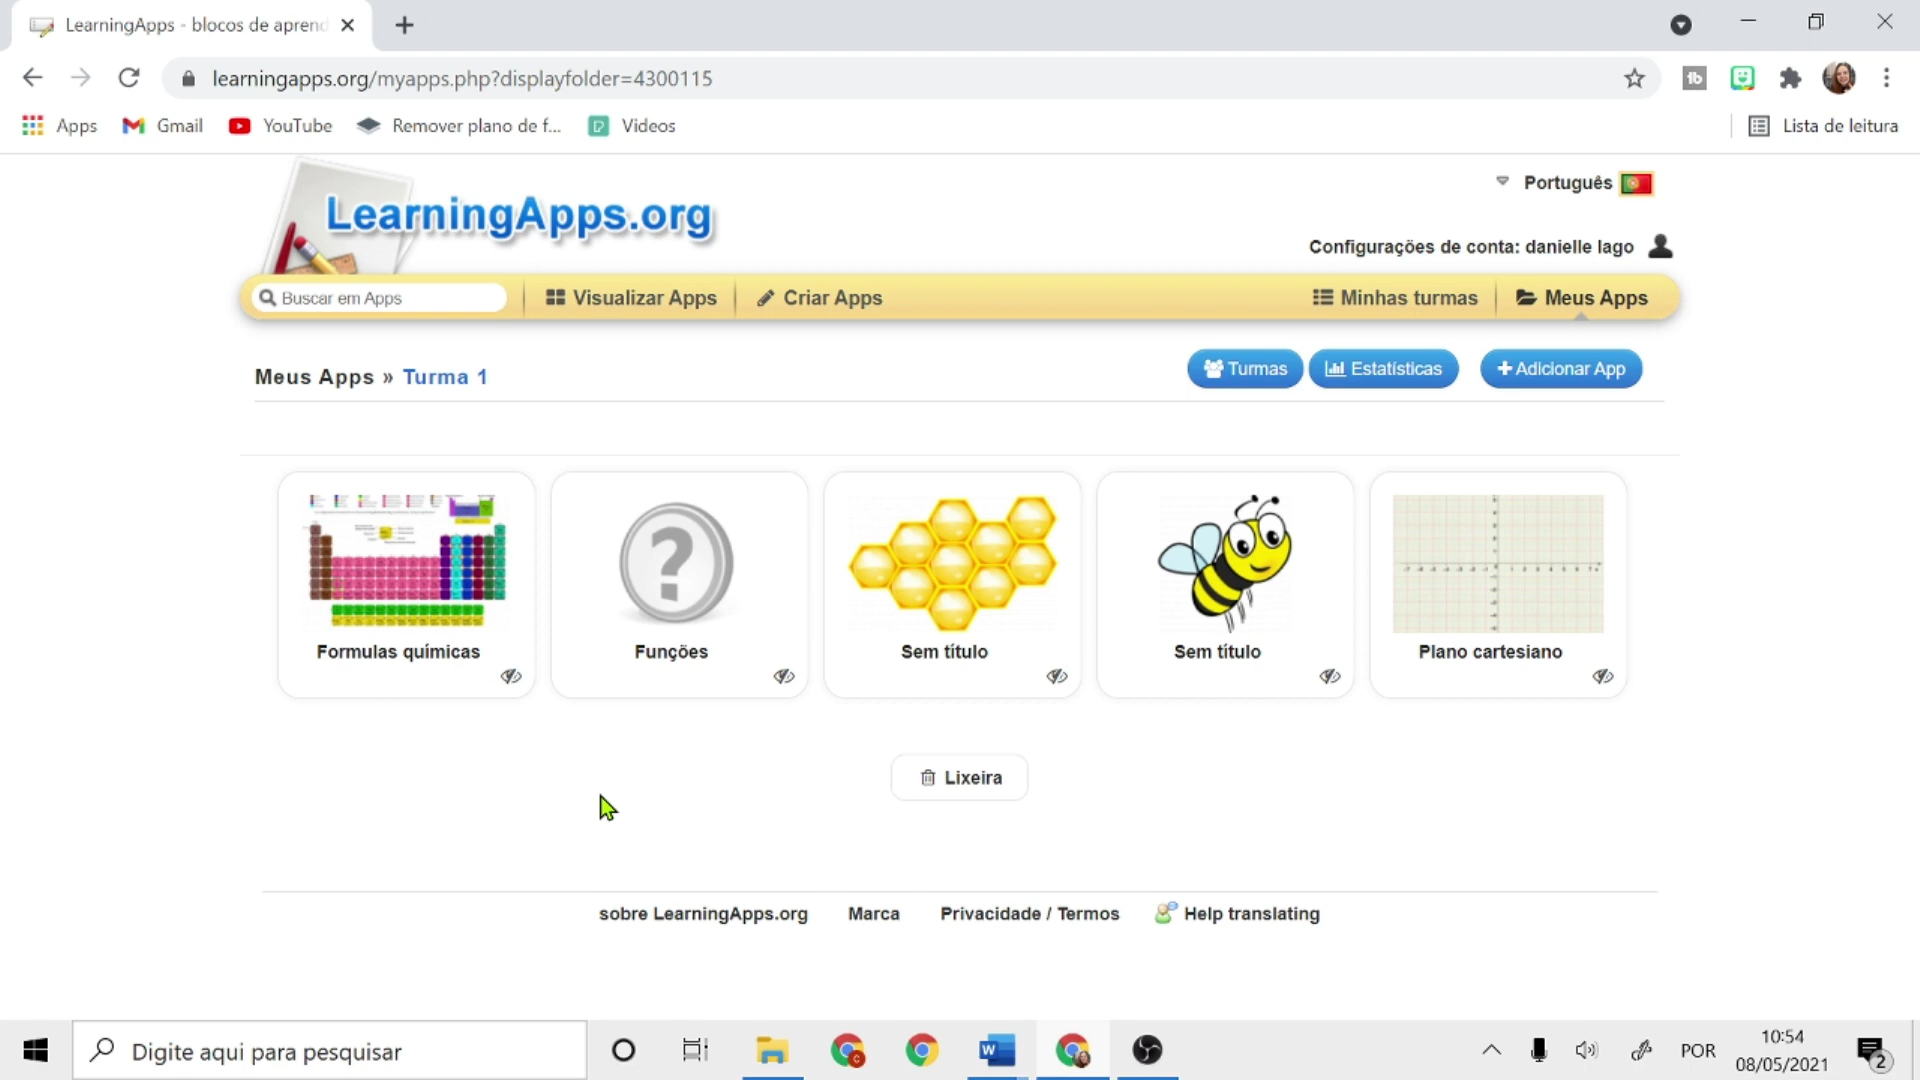 LearningApps - blocos de aprend
learningapps.org/myapps.php?displayfolder=4300115
Apps Gmail YouTube Remover plano de f... Videos Lista de leitura
Português
LearningApps.org
Configurações de conta: danielle lago
Buscar em Apps Visualizar Apps Criar Apps Minhas turmas Meus Apps
Meus Apps » Turma 1 Turmas Estatísticas +Adicionar App
Formulas químicas Funções Sem título Sem título Plano cartesiano
Lixeira
sobre LearningApps.org Marca Privacidade / Termos Help translating
Digite aqui para pesquisar
POR
10:54
08/05/2021
2